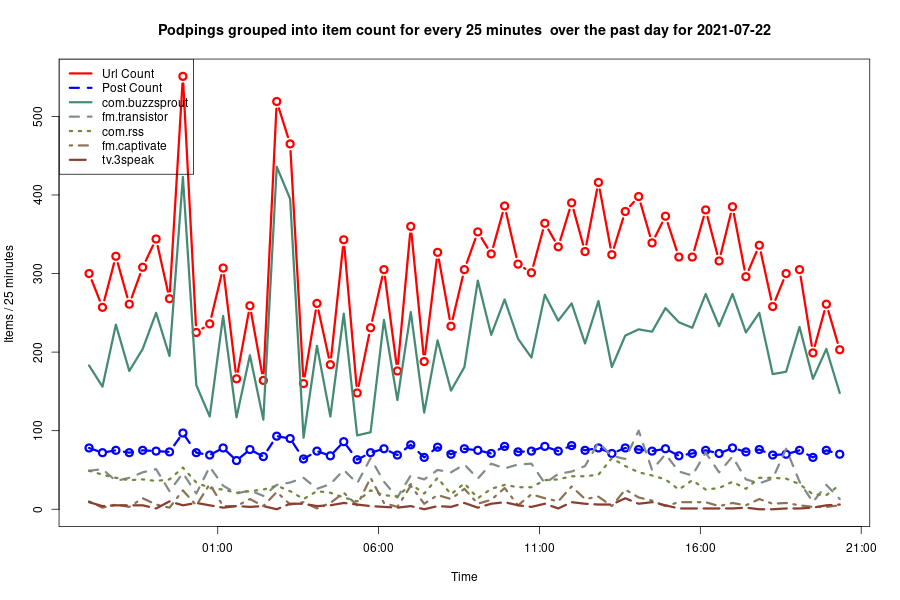 Podpings grouped into item count for every 25 minutes  over the past day for 2021-07-22
Url Count
Post Count
com.buzzsprout
fm.transistor
com.rss
fm.captivate
tv.3speak
Items / 25 minutes
500
400
300
200
100
0
01:00 06:00 11:00 16:00 21:00
Time